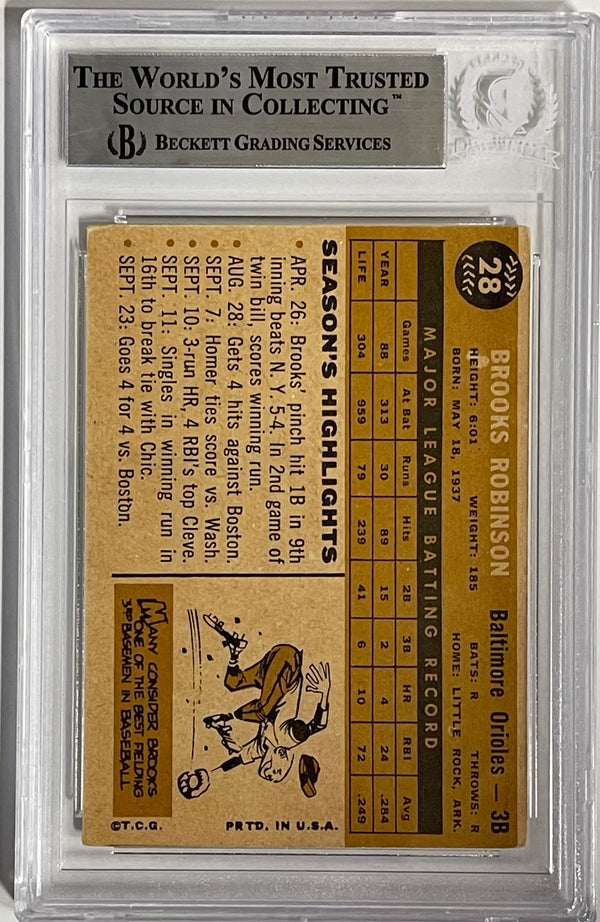 THE WORLD'S MOST TRUSTED
SOURCE IN COLLECTING™
B BECKETT GRADING SERVICES
28
BROOKS ROBINSON Baltimore Orioles — 3B
HEIGHT: 6:01 WEIGHT: 185 BATS: R THROWS: R
BORN: MAY 18, 1937 HOME: LITTLE ROCK, ARK.
MAJOR LEAGUE BATTING RECORD
Games At Bat Runs Hits 2B 3B HR RBI Avg
YEAR 88 313 30 89 15 2 4 24 .284
LIFE 304 959 79 239 41 6 10 72 .249
SEASON'S HIGHLIGHTS
• APR. 26: Brooks' pinch hit 1B in 9th
inning beats N. Y. 5-4. In 2nd game of
twin bill, scores winning run.
• AUG. 28: Gets 4 hits against Boston.
• SEPT. 7: Homer ties score vs. Wash.
• SEPT. 10: 3-run HR, 4 RBI's top Cleve.
• SEPT. 11: Singles in winning run in
16th to break tie with Chic.
• SEPT. 23: Goes 4 for 4 vs. Boston.
MANY CONSIDER BROOKS
ONE OF THE BEST FIELDING
3RD BASEMEN IN BASEBALL
©T.C.G. PRTD. IN U.S.A.